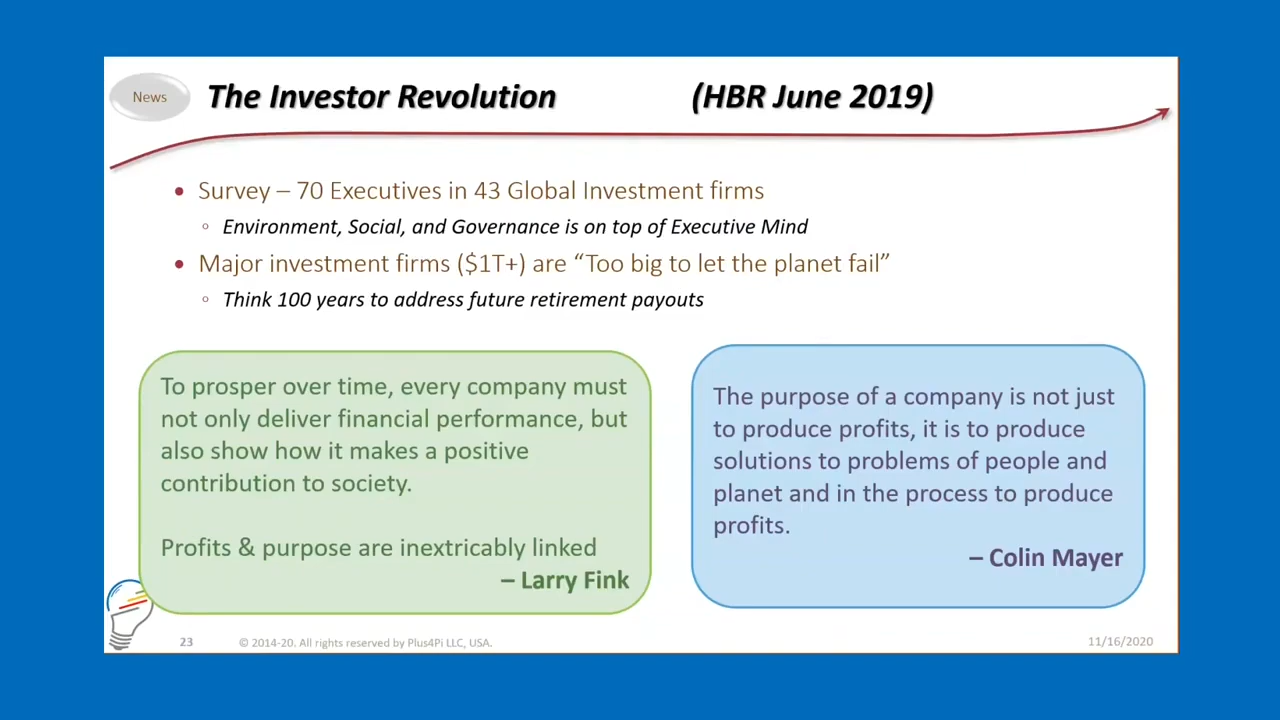 News
The Investor Revolution (HBR June 2019)
• Survey – 70 Executives in 43 Global Investment firms
◦ Environment, Social, and Governance is on top of Executive Mind
• Major investment firms ($1T+) are “Too big to let the planet fail”
◦ Think 100 years to address future retirement payouts
To prosper over time, every company must
not only deliver financial performance, but
also show how it makes a positive
contribution to society.
Profits & purpose are inextricably linked
– Larry Fink
The purpose of a company is not just
to produce profits, it is to produce
solutions to problems of people and
planet and in the process to produce
profits.
– Colin Mayer
23
© 2014-20. All rights reserved by Plus4Pi LLC, USA.
11/16/2020